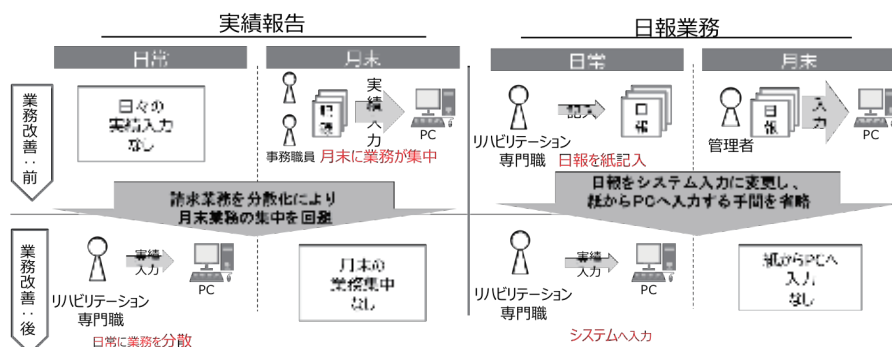 実績報告
日報業務
日常
月末
日常
月末
業務改善：前
日々の
実績入力
なし
事務職員
記録
実績入力
PC
月末に業務が集中
リハビリテーション
専門職
記入
日報
日報を紙記入
管理者
日報
入力
PC
請求業務を分散化により
月末業務の集中を回避
日報をシステム入力に変更し、
紙からPCへ入力する手間を省略
業務改善：後
リハビリテーション
専門職
実績
入力
PC
日常に業務を分散
月末の
業務集中
なし
リハビリテーション
専門職
実績
入力
PC
システムへ入力
紙からPCへ
入力
なし